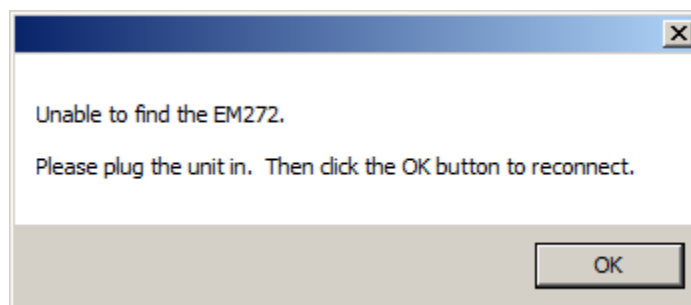 Unable to find the EM272.
Please plug the unit in.  Then click the OK button to reconnect.
OK